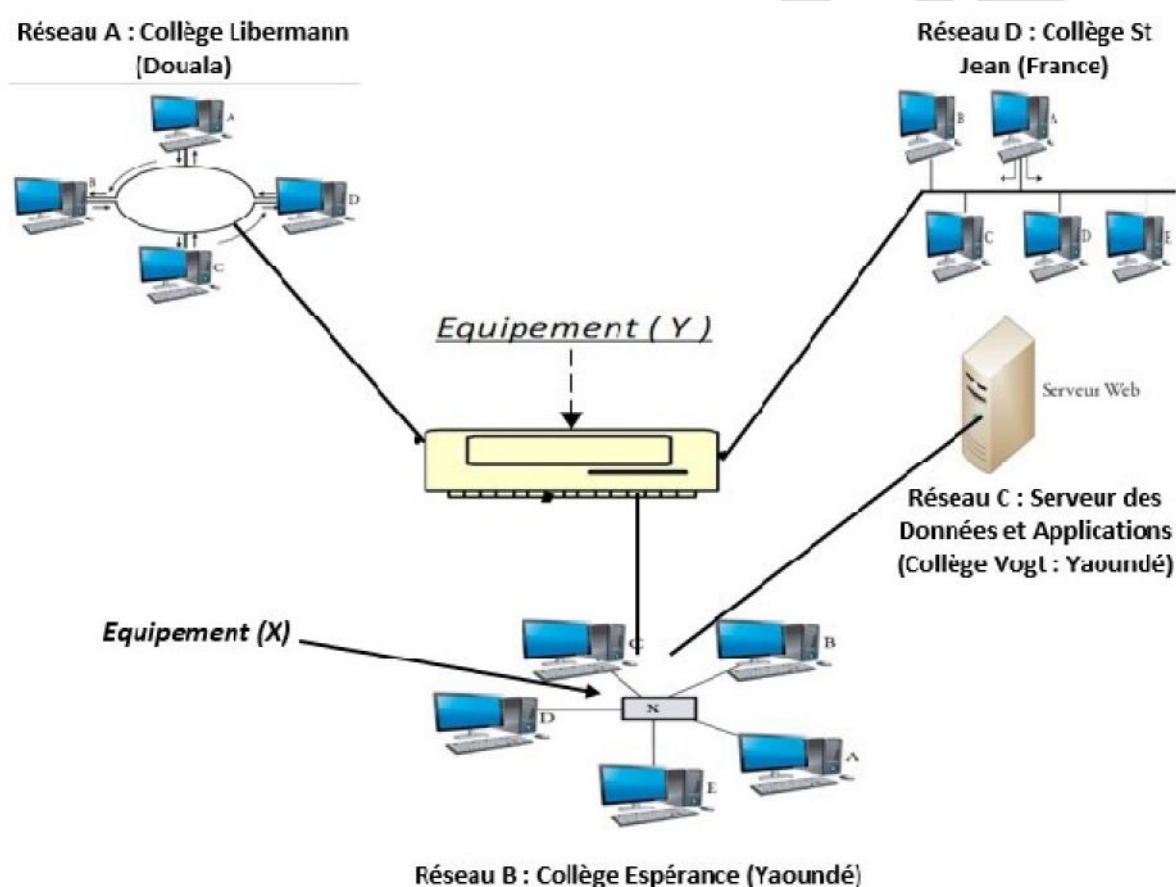 Réseau A : Collège Libermann
(Douala)
Réseau D : Collège St
Jean (France)
A
B
D
C
B
A
C
D
E
Equipement ( Y )
Serveur Web
Réseau C : Serveur des
Données et Applications
(Collège Vogt : Yaoundé)
Equipement (X)
C
B
D
X
A
E
Réseau B : Collège Espérance (Yaoundé)